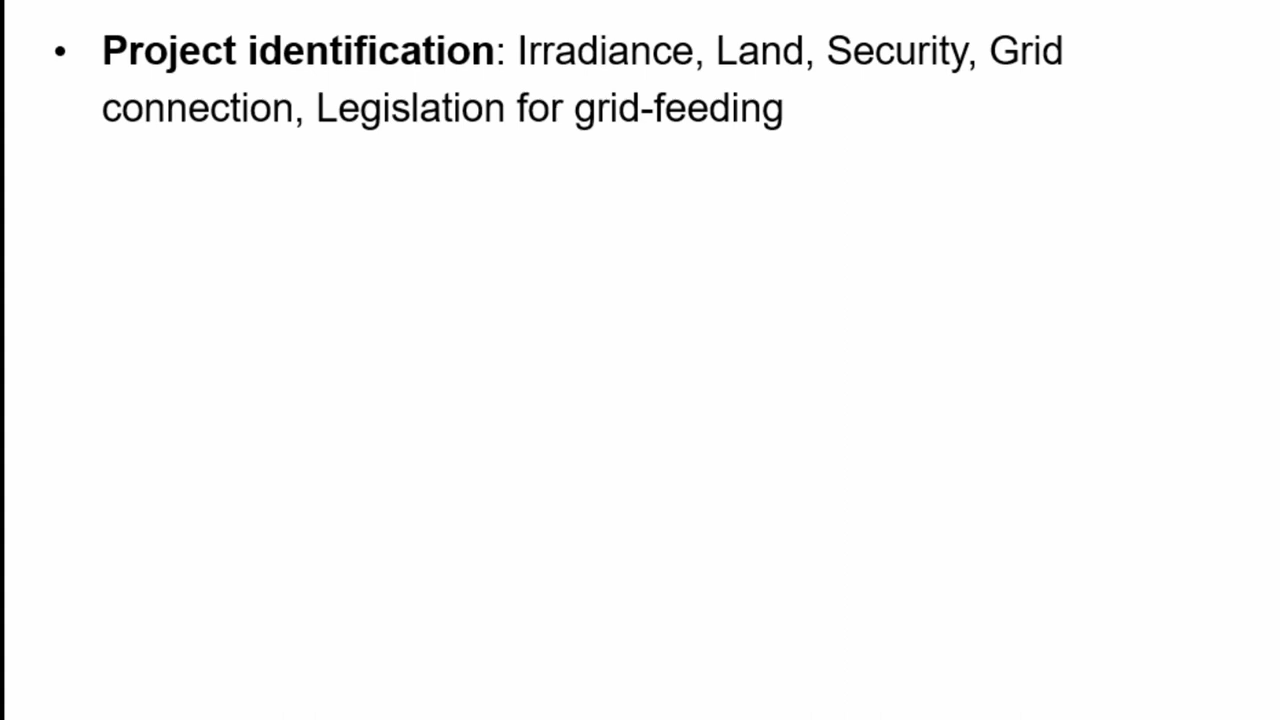 • Project identification: Irradiance, Land, Security, Grid
connection, Legislation for grid-feeding